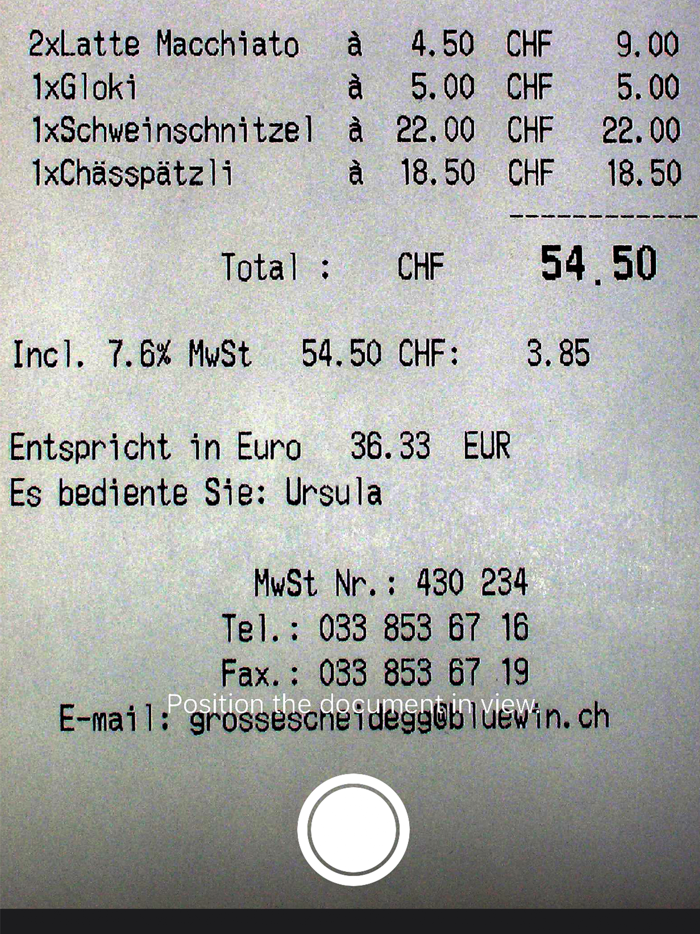 2xLatte Macchiato à 4.50 CHF 9.00
1xGloki à 5.00 CHF 5.00
1xSchweinschnitzel à 22.00 CHF 22.00
1xChässpätzli à 18.50 CHF 18.50
Total : CHF 54.50
Incl. 7.6% MwSt 54.50 CHF: 3.85
Entspricht in Euro 36.33 EUR
Es bediente Sie: Ursula
MwSt Nr.: 430 234
Tel.: 033 853 67 16
Fax.: 033 853 67 19
Position the document in view.
E-mail: grossescheidegg@bluewin.ch